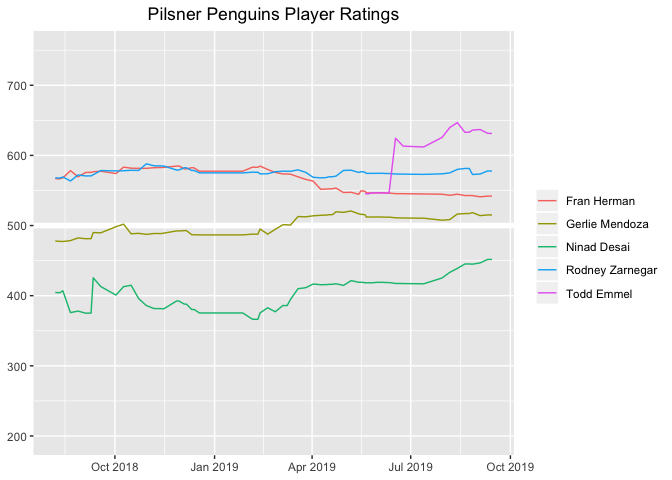 Pilsner Penguins Player Ratings
700
600
500
400
300
200
Oct 2018
Jan 2019
Apr 2019
Jul 2019
Oct 2019
Fran Herman
Gerlie Mendoza
Ninad Desai
Rodney Zarnegar
Todd Emmel